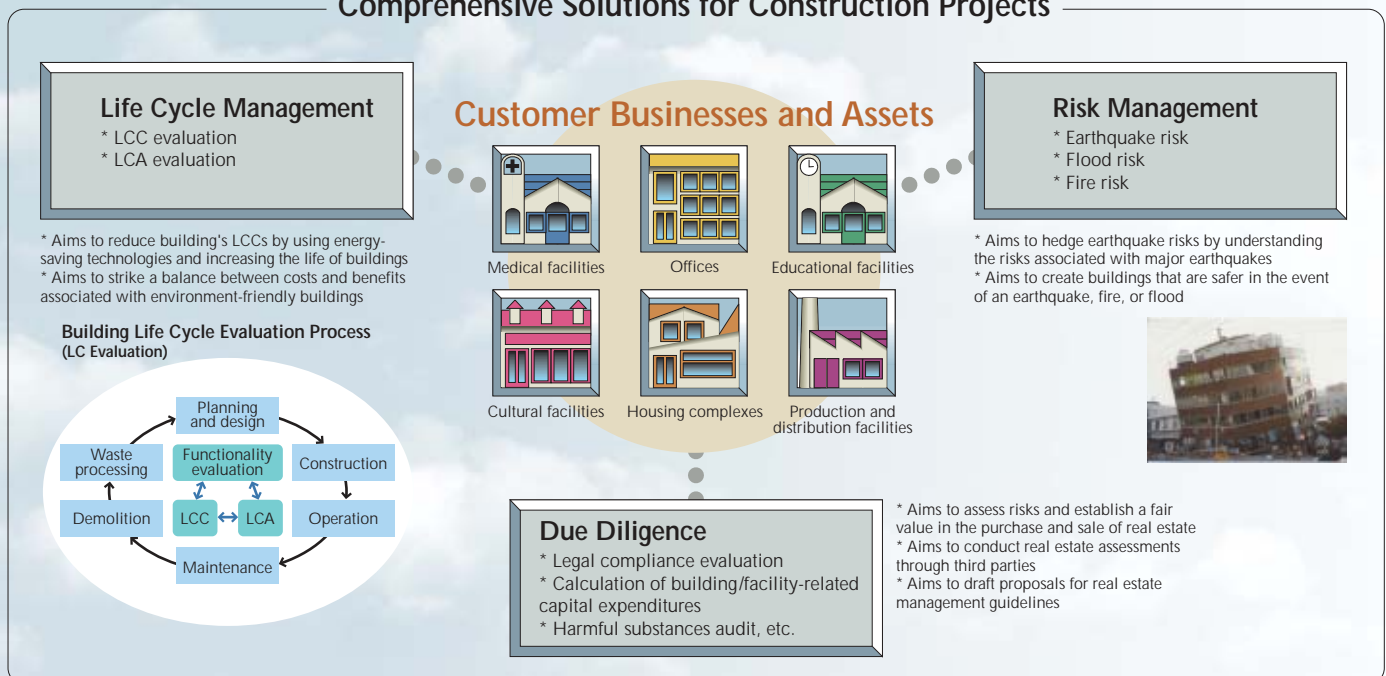 Comprehensive Solutions for Construction Projects
Life Cycle Management
* LCC evaluation
* LCA evaluation
* Aims to reduce building's LCCs by using energy-
saving technologies and increasing the life of buildings
* Aims to strike a balance between costs and benefits
associated with environment-friendly buildings
Building Life Cycle Evaluation Process
(LC Evaluation)
Planning
and design
Waste
processing
Functionality
evaluation
Construction
Demolition
LCC
LCA
Operation
Maintenance
Customer Businesses and Assets
Medical facilities
Offices
Educational facilities
Cultural facilities
Housing complexes
Production and
distribution facilities
Risk Management
* Earthquake risk
* Flood risk
* Fire risk
* Aims to hedge earthquake risks by understanding
the risks associated with major earthquakes
* Aims to create buildings that are safer in the event
of an earthquake, fire, or flood
Due Diligence
* Legal compliance evaluation
* Calculation of building/facility-related
capital expenditures
* Harmful substances audit, etc.
* Aims to assess risks and establish a fair
value in the purchase and sale of real estate
* Aims to conduct real estate assessments
through third parties
* Aims to draft proposals for real estate
management guidelines